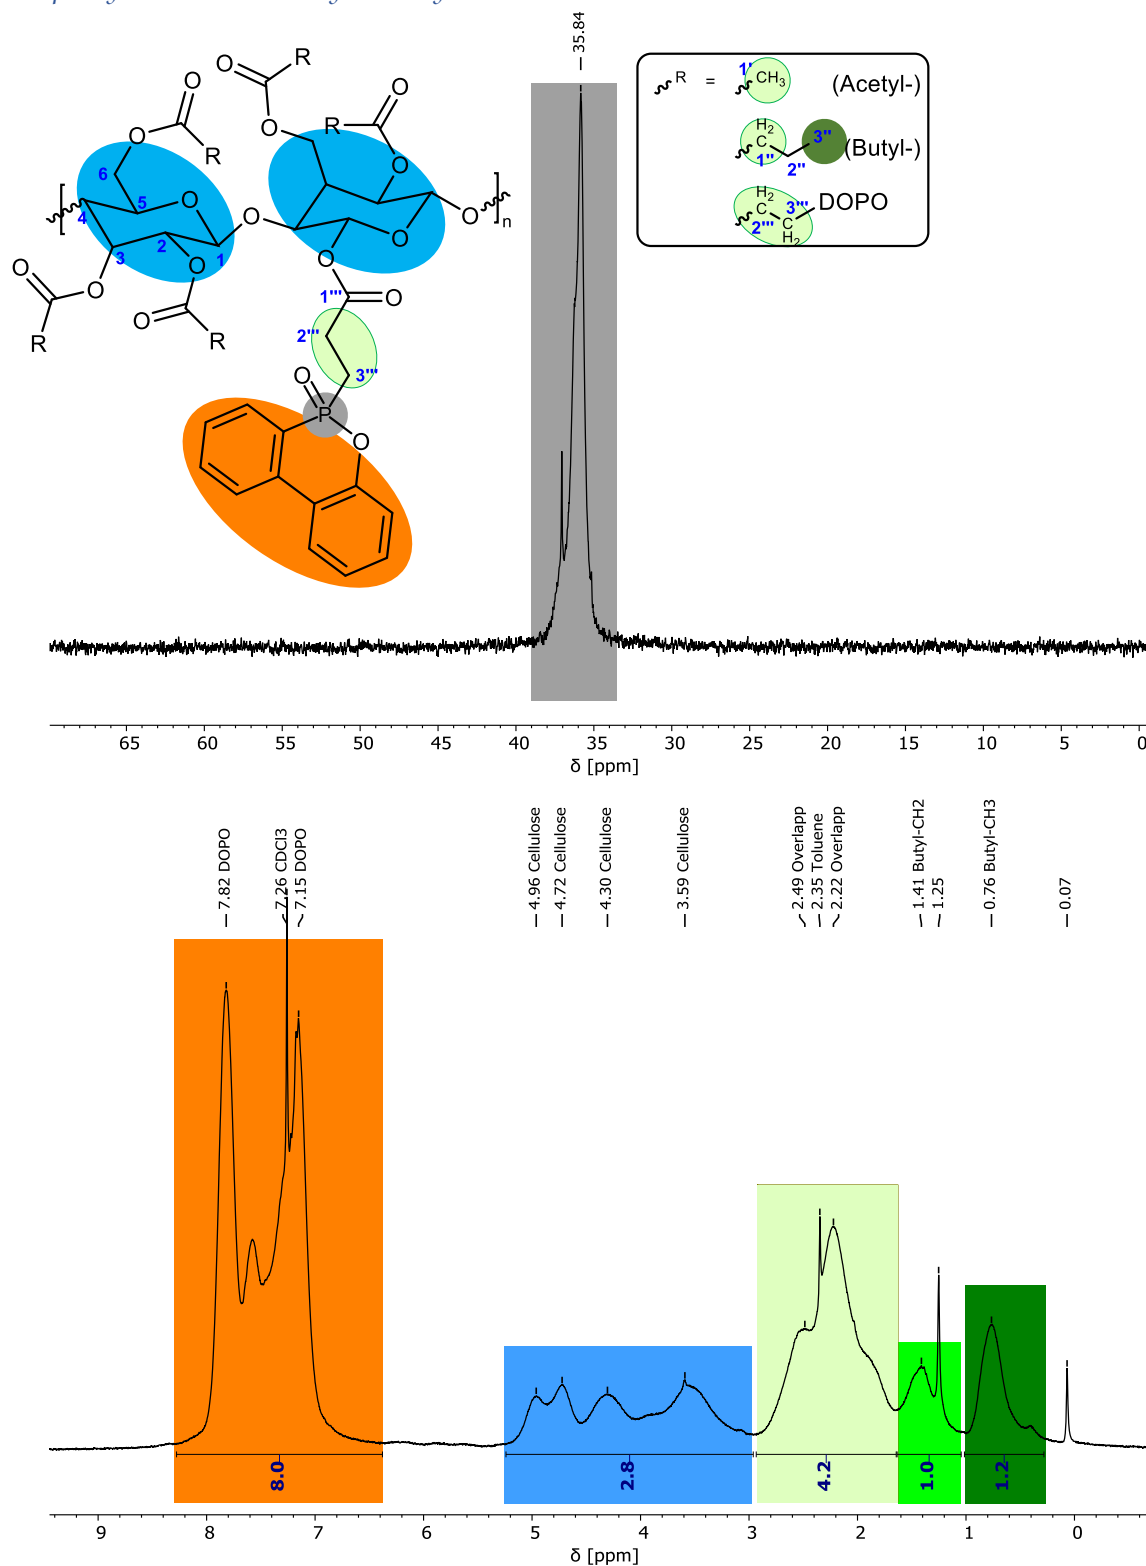 35.84
R = 1' CH3 (Acetyl-)
H2
C 3'' (Butyl-)
1'' 2''
H2
C 3''' DOPO
2''' C
H2
R O
O
R O
O R O
R O
6 O
5 O
4 O O n
3 2 1 O
O O O
O O
R R
1''' O
2'''
3'''
O
P
O
65 60 55 50 45 40 35 30 25 20 15 10 5 0
δ [ppm]
7.82 DOPO
7.26 CDCl3
7.15 DOPO
4.96 Cellulose
4.72 Cellulose
4.30 Cellulose
3.59 Cellulose
2.49 Overlapp
2.35 Toluene
2.22 Overlapp
1.41 Butyl-CH2
1.25
0.76 Butyl-CH3
0.07
8.0 2.8 4.2 1.0 1.2
9 8 7 6 5 4 3 2 1 0
δ [ppm]